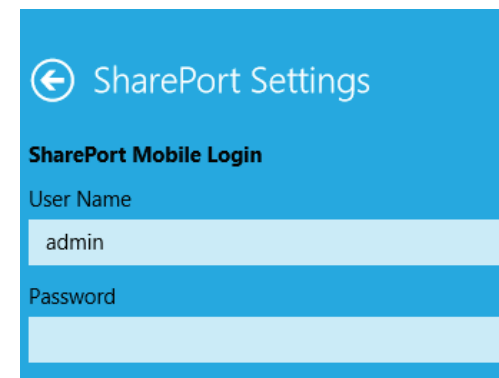 SharePort Settings
SharePort Mobile Login
User Name
admin
Password